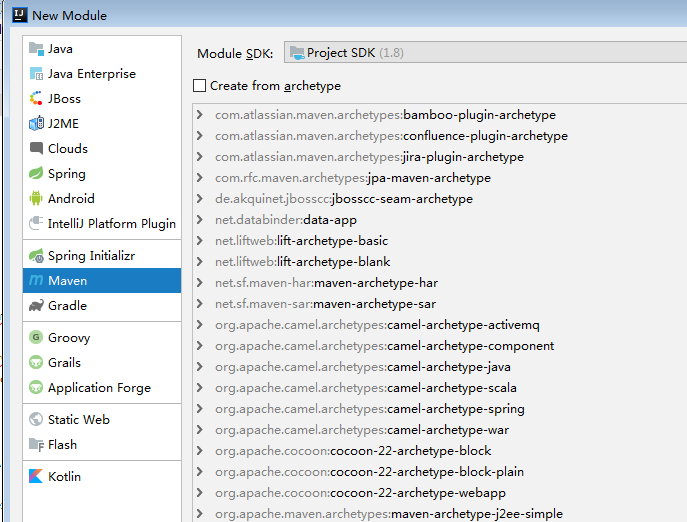 New Module
Java
Java Enterprise
JBoss
J2ME
Clouds
Spring
Android
IntelliJ Platform Plugin
Spring Initializr
Maven
Gradle
Groovy
Grails
Application Forge
Static Web
Flash
Kotlin
Module SDK: Project SDK (1.8)
Create from archetype
com.atlassian.maven.archetypes:bamboo-plugin-archetype
com.atlassian.maven.archetypes:confluence-plugin-archetype
com.atlassian.maven.archetypes:jira-plugin-archetype
com.rfc.maven.archetypes:jpa-maven-archetype
de.akquinet.jbosscc:jbosscc-seam-archetype
net.databinder:data-app
net.liftweb:lift-archetype-basic
net.liftweb:lift-archetype-blank
net.sf.maven-har:maven-archetype-har
net.sf.maven-sar:maven-archetype-sar
org.apache.camel.archetypes:camel-archetype-activemq
org.apache.camel.archetypes:camel-archetype-component
org.apache.camel.archetypes:camel-archetype-java
org.apache.camel.archetypes:camel-archetype-scala
org.apache.camel.archetypes:camel-archetype-spring
org.apache.camel.archetypes:camel-archetype-war
org.apache.cocoon:cocoon-22-archetype-block
org.apache.cocoon:cocoon-22-archetype-block-plain
org.apache.cocoon:cocoon-22-archetype-webapp
org.apache.maven.archetypes:maven-archetype-j2ee-simple